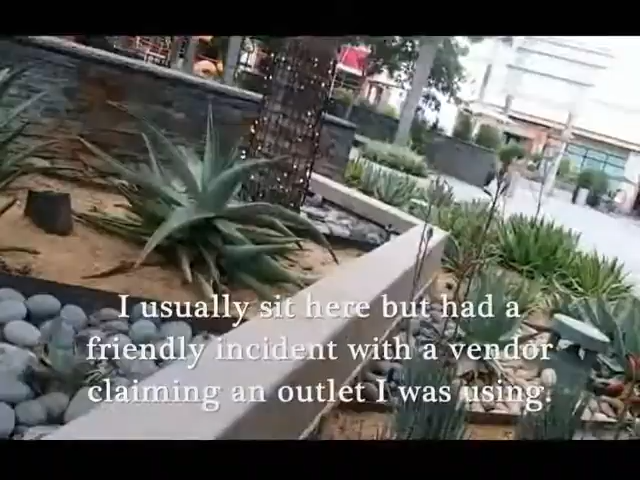 I usually sit here but had a
friendly incident with a vendor
claiming an outlet I was using.